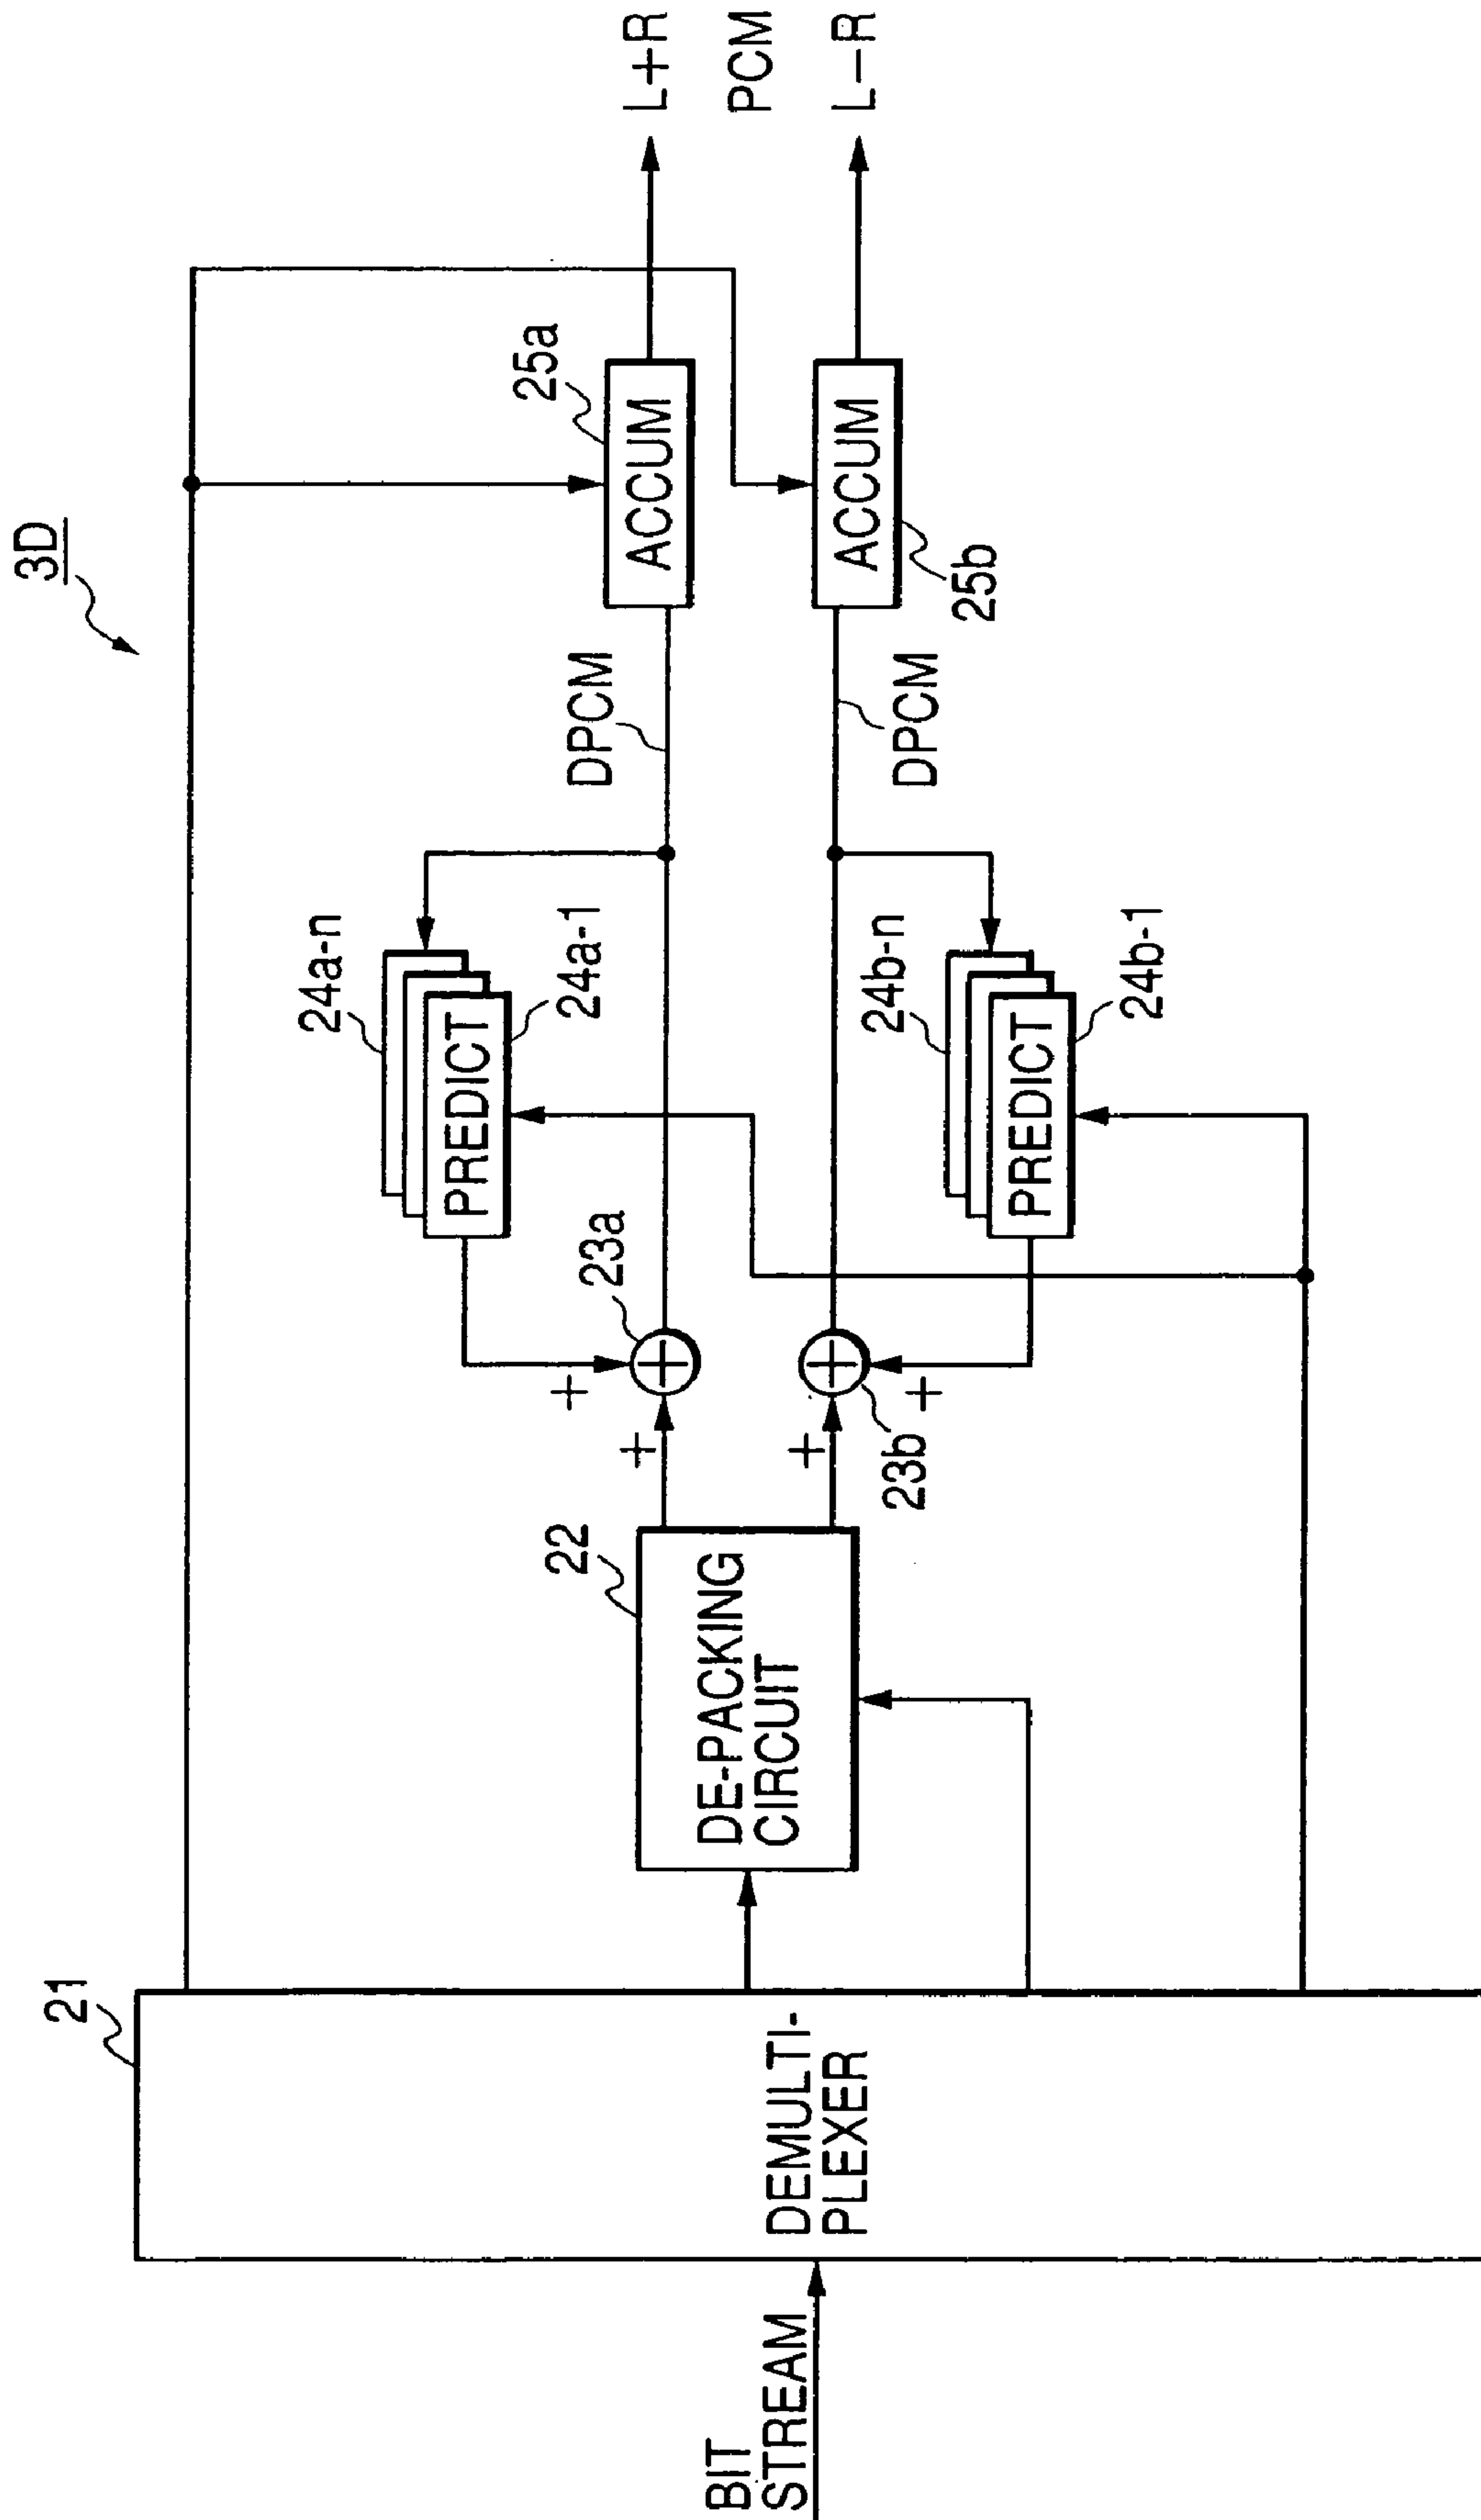 3D
21
BIT
STREAM
DEMULTI-
PLEXER
22
DE-PACKING
CIRCUIT
+
+
+
23a
23b
+
24a-n
PREDICT
24a-1
24b-n
PREDICT
24b-1
DPCM
DPCM
25a
ACCUM
ACCUM
25b
L+R
PCM
L-R